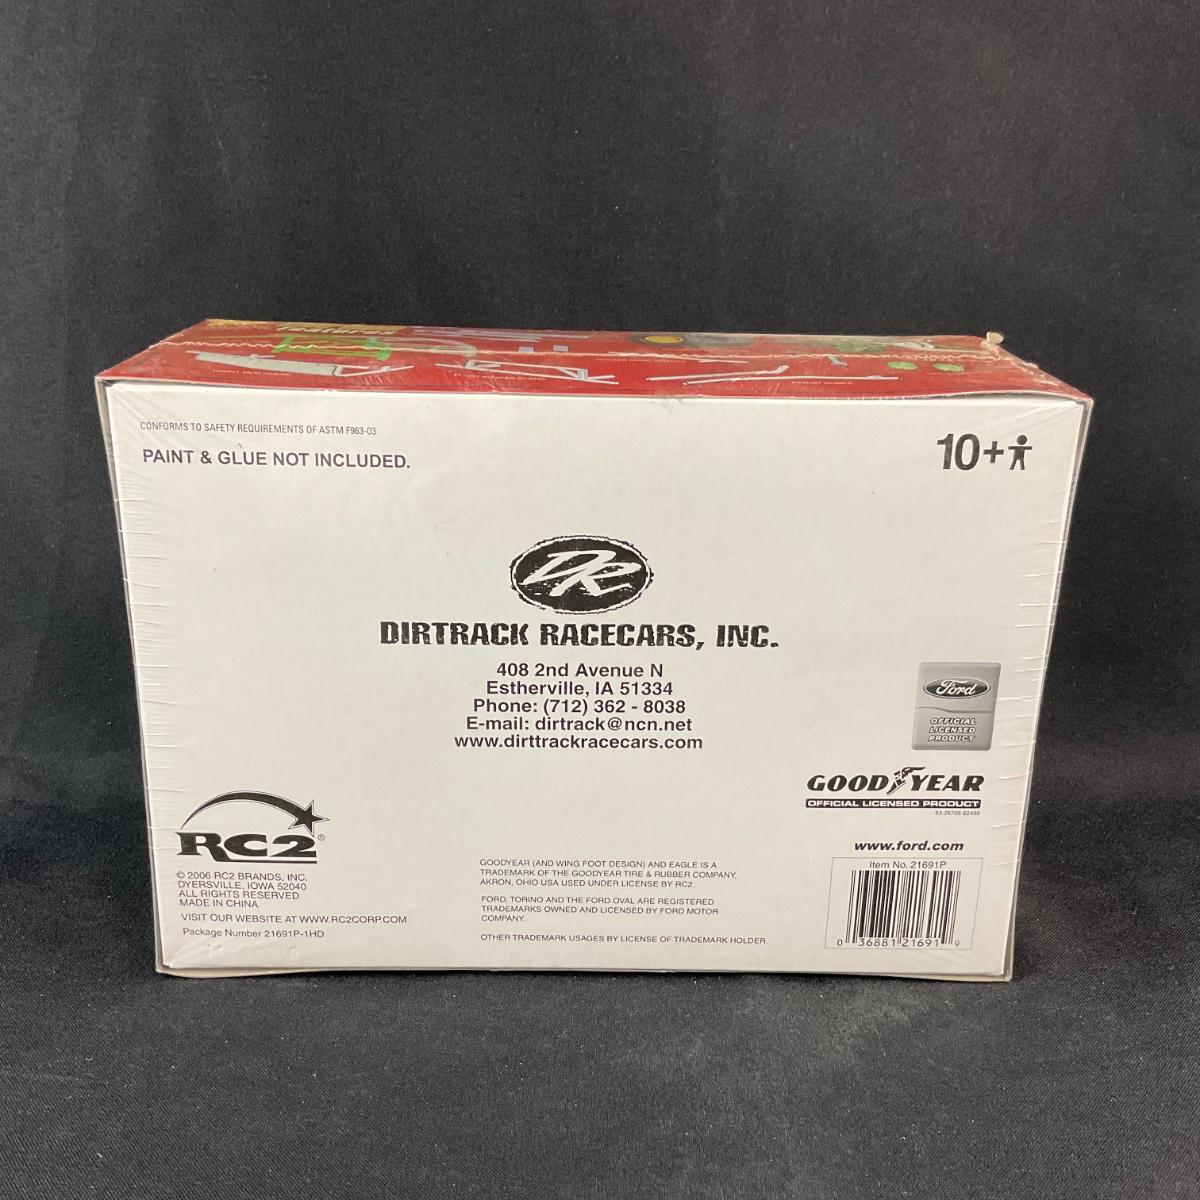 features
CONFORMS TO SAFETY REQUIREMENTS OF ASTM F963-03
PAINT & GLUE NOT INCLUDED.
10+
DR
DIRTRACK RACECARS, INC.
408 2nd Avenue N
Estherville, IA 51334
Phone: (712) 362 - 8038
E-mail: dirtrack@ncn.net
www.dirttrackracecars.com
Ford
OFFICIAL
LICENSED
PRODUCT
GOODYEAR
OFFICIAL LICENSED PRODUCT
www.ford.com
Item No. 21691P
0 36881 21691 9
RC2®
© 2006 RC2 BRANDS, INC.
DYERSVILLE, IOWA 52040
ALL RIGHTS RESERVED
MADE IN CHINA
VISIT OUR WEBSITE AT WWW.RC2CORP.COM
Package Number 21691P-1HD
GOODYEAR (AND WING FOOT DESIGN) AND EAGLE IS A
TRADEMARK OF THE GOODYEAR TIRE & RUBBER COMPANY,
AKRON, OHIO USA USED UNDER LICENSE BY RC2.
FORD, TORINO AND THE FORD OVAL ARE REGISTERED
TRADEMARKS OWNED AND LICENSED BY FORD MOTOR
COMPANY.
OTHER TRADEMARK USAGES BY LICENSE OF TRADEMARK HOLDER.